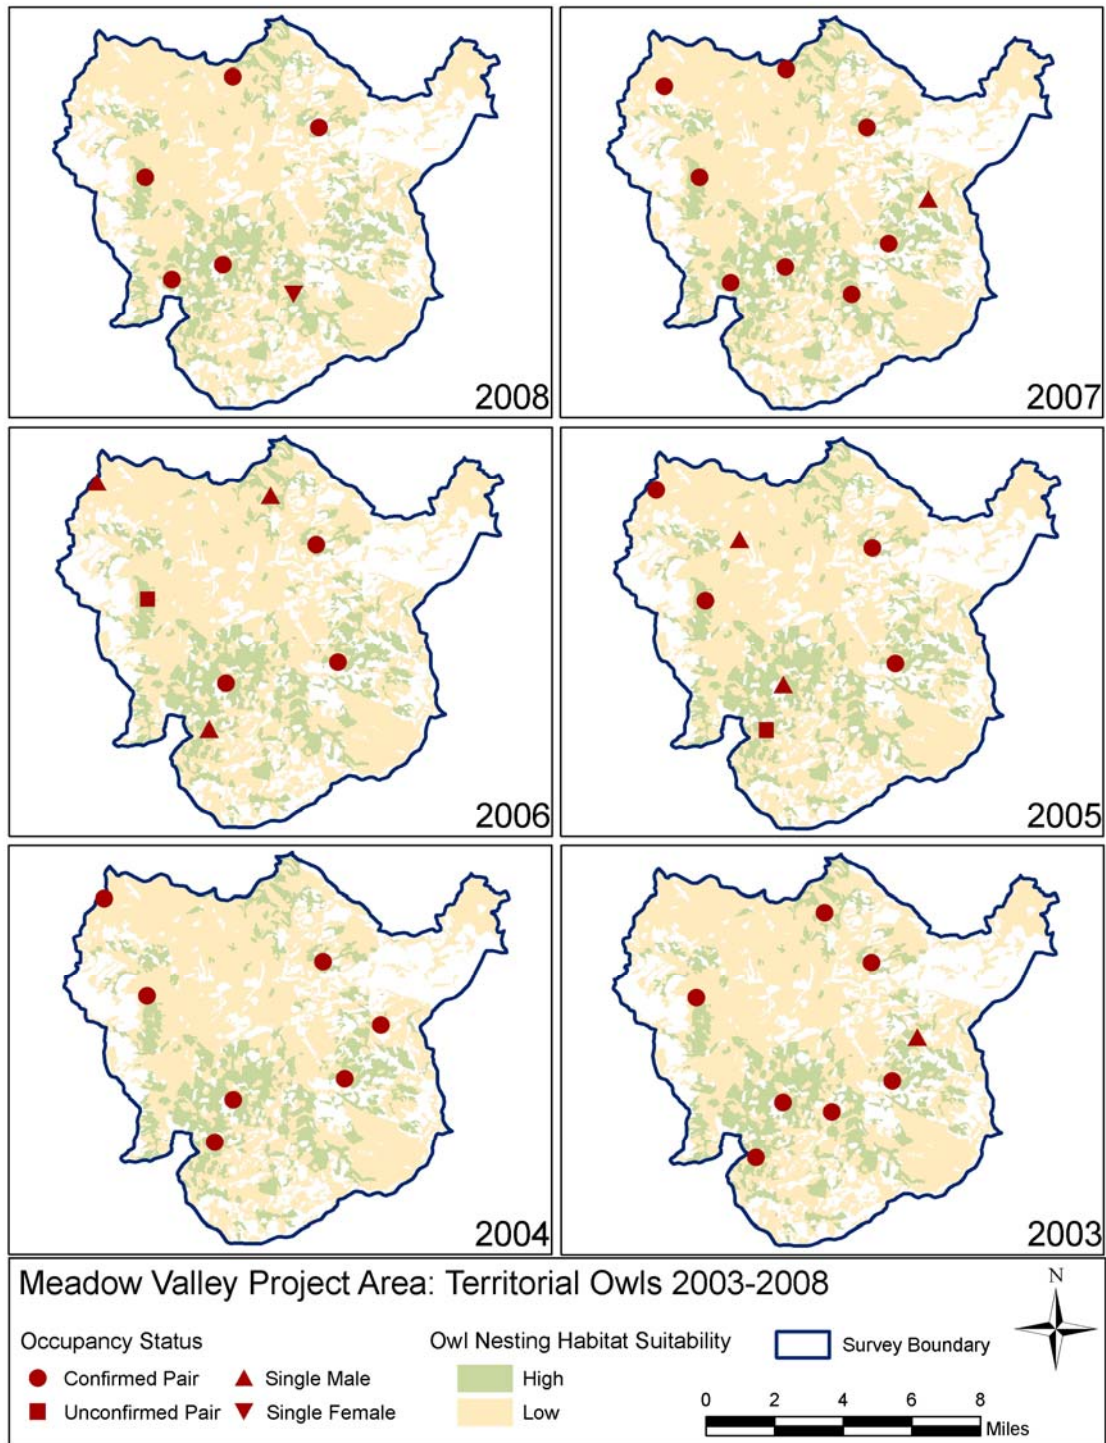 2008
2007
2006
2005
2004
2003
Meadow Valley Project Area: Territorial Owls 2003-2008
N
Occupancy Status
Confirmed Pair
Single Male
Unconfirmed Pair
Single Female
Owl Nesting Habitat Suitability
High
Low
Survey Boundary
0 2 4 6 8
Miles